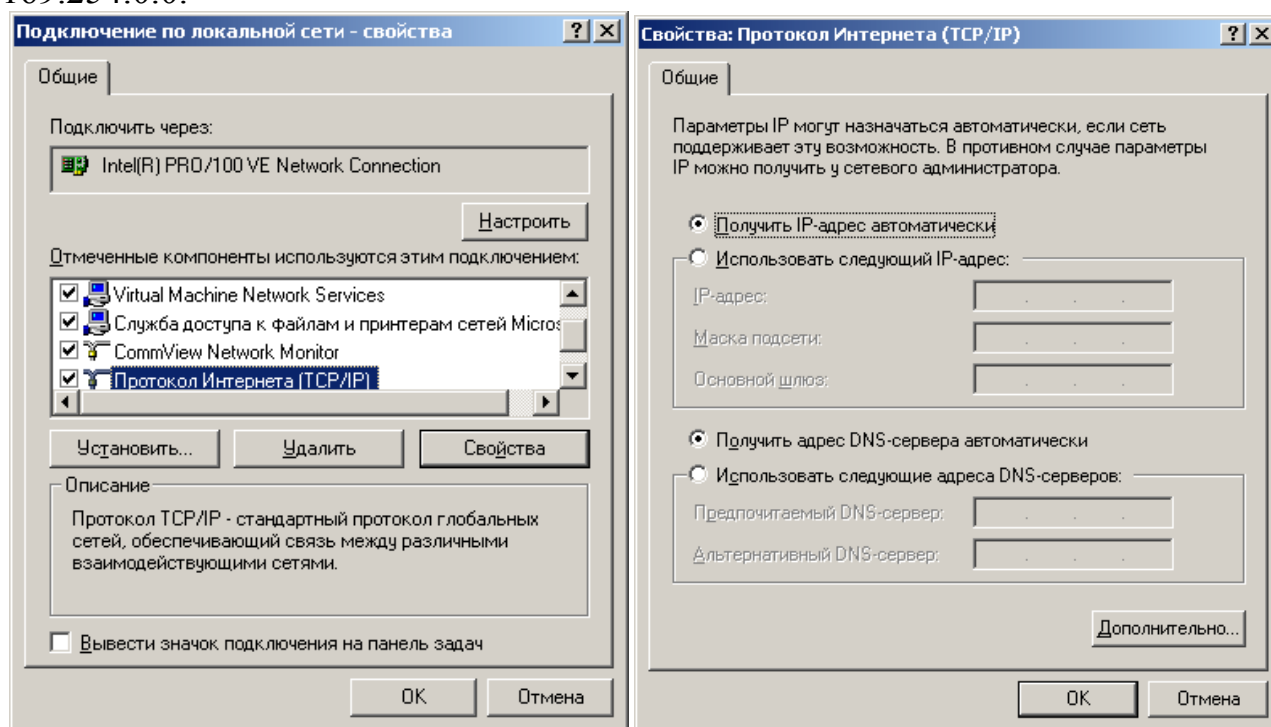 169.254.0.0.
Подключение по локальной сети - свойства
Общие
Подключить через:
Intel(R) PRO/100 VE Network Connection
Настроить
Отмеченные компоненты используются этим подключением:
Virtual Machine Network Services
Служба доступа к файлам и принтерам сетей Micros
CommView Network Monitor
Протокол Интернета (TCP/IP)
Установить...
Удалить
Свойства
Описание
Протокол TCP/IP - стандартный протокол глобальных
сетей, обеспечивающий связь между различными
взаимодействующими сетями.
Вывести значок подключения на панель задач
OK
Отмена
Свойства: Протокол Интернета (TCP/IP)
Общие
Параметры IP могут назначаться автоматически, если сеть
поддерживает эту возможность. В противном случае параметры
IP можно получить у сетевого администратора.
Получить IP-адрес автоматически
Использовать следующий IP-адрес:
IP-адрес:
Маска подсети:
Основной шлюз:
Получить адрес DNS-сервера автоматически
Использовать следующие адреса DNS-серверов:
Предпочитаемый DNS-сервер:
Альтернативный DNS-сервер:
Дополнительно...
OK
Отмена